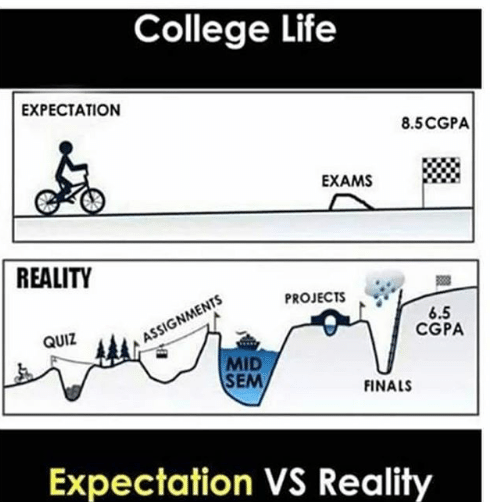 College Life
EXPECTATION
8.5CGPA
EXAMS
REALITY
QUIZ
ASSIGNMENTS
PROJECTS
6.5
CGPA
MID
SEM
FINALS
Expectation VS Reality